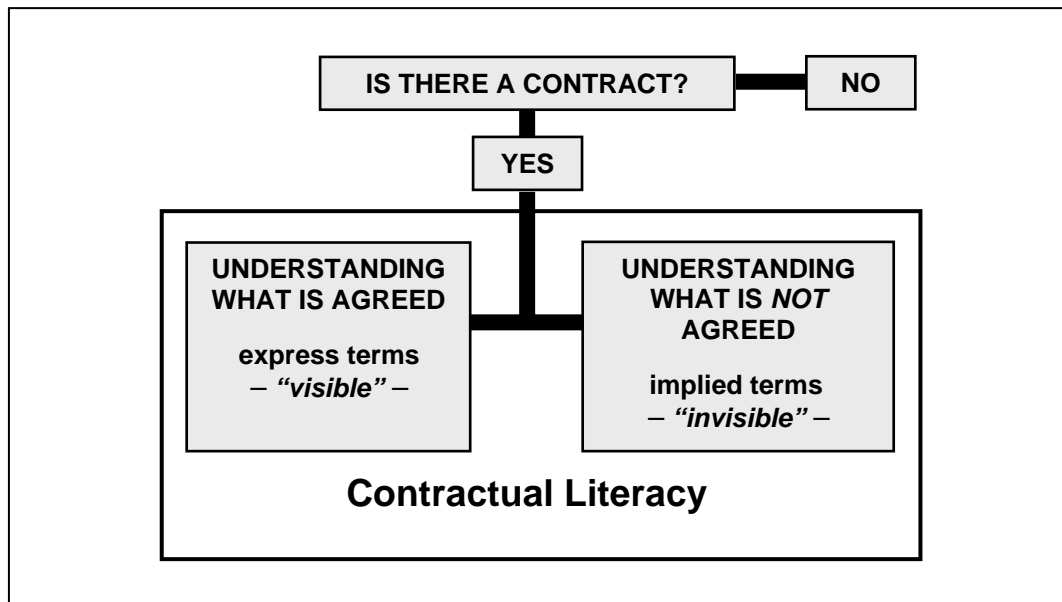 IS THERE A CONTRACT?
NO
YES
UNDERSTANDING
WHAT IS AGREED
express terms
– “visible” –
UNDERSTANDING
WHAT IS NOT
AGREED
implied terms
– “invisible” –
Contractual Literacy